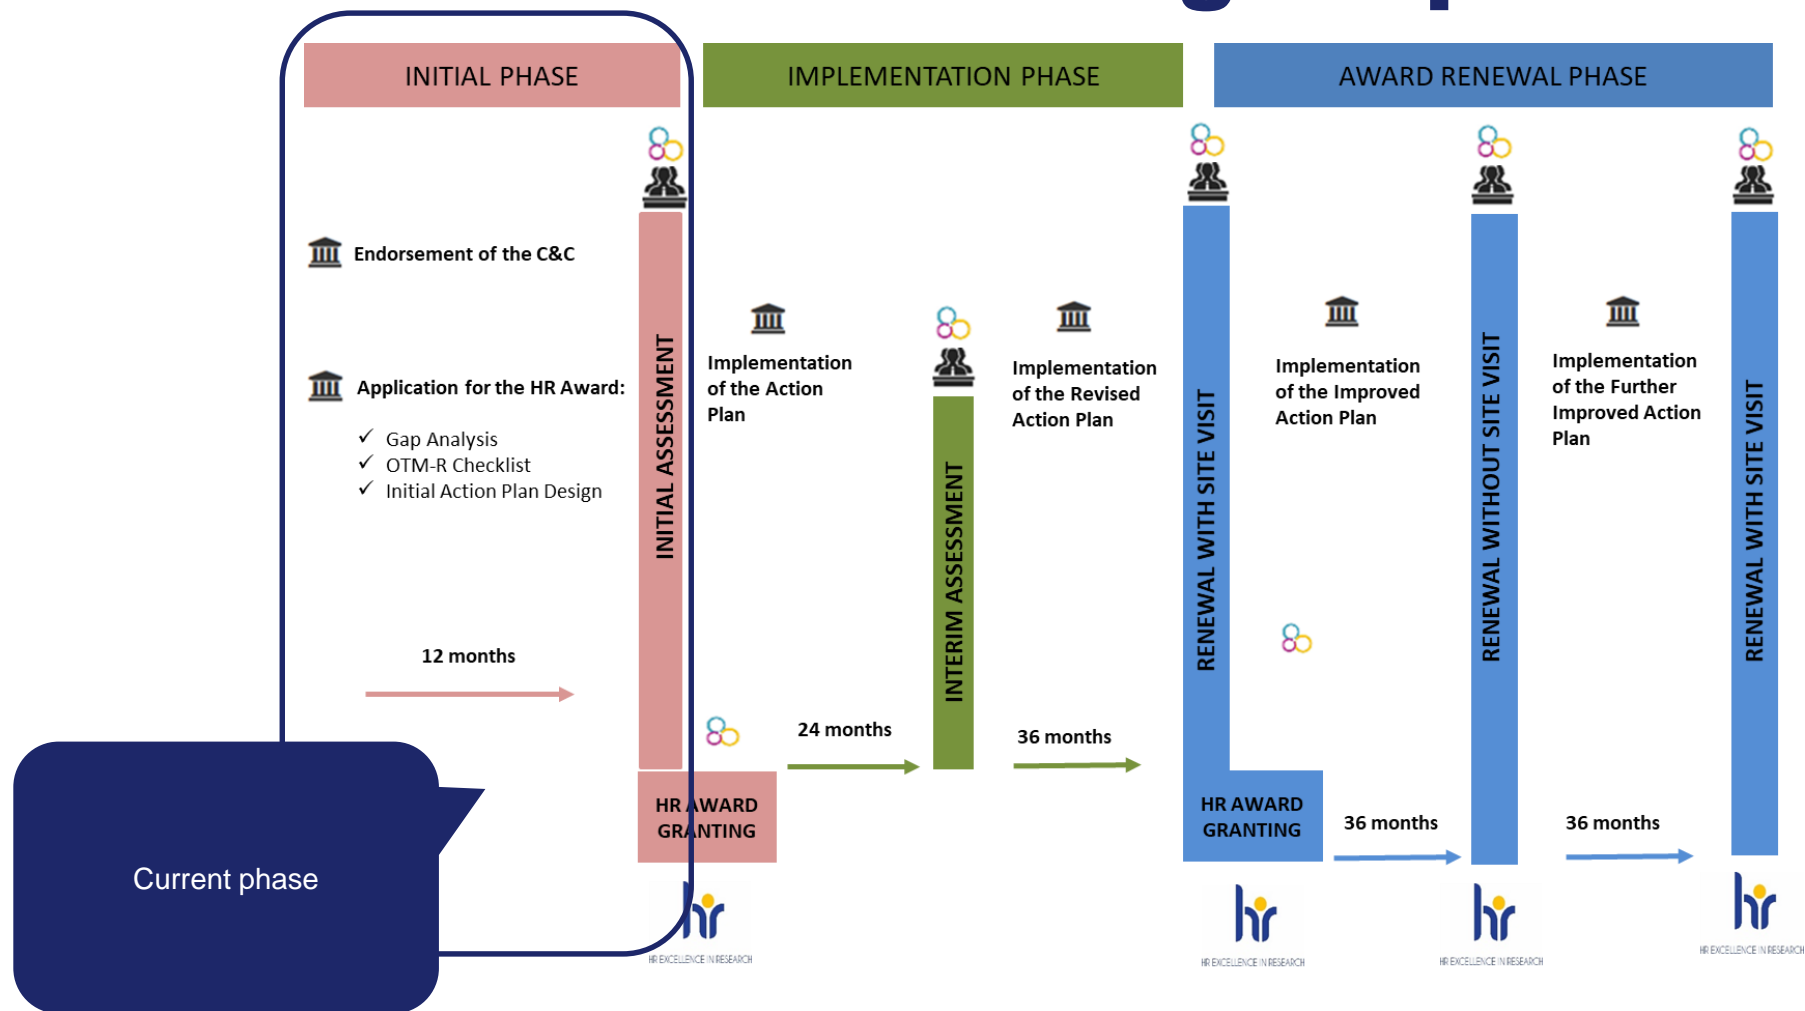 INITIAL PHASE
IMPLEMENTATION PHASE
AWARD RENEWAL PHASE
Endorsement of the C&C
Application for the HR Award:
✓ Gap Analysis
✓ OTM-R Checklist
✓ Initial Action Plan Design
12 months
INITIAL ASSESSMENT
HR AWARD
GRANTING
Implementation
of the Action
Plan
24 months
INTERIM ASSESSMENT
Implementation
of the Revised
Action Plan
36 months
RENEWAL WITH SITE VISIT
HR AWARD
GRANTING
Implementation
of the Improved
Action Plan
36 months
RENEWAL WITHOUT SITE VISIT
Implementation
of the Further
Improved Action
Plan
36 months
RENEWAL WITH SITE VISIT
Current phase
hr
HR EXCELLENCE IN RESEARCH
hr
HR EXCELLENCE IN RESEARCH
hr
HR EXCELLENCE IN RESEARCH
hr
HR EXCELLENCE IN RESEARCH